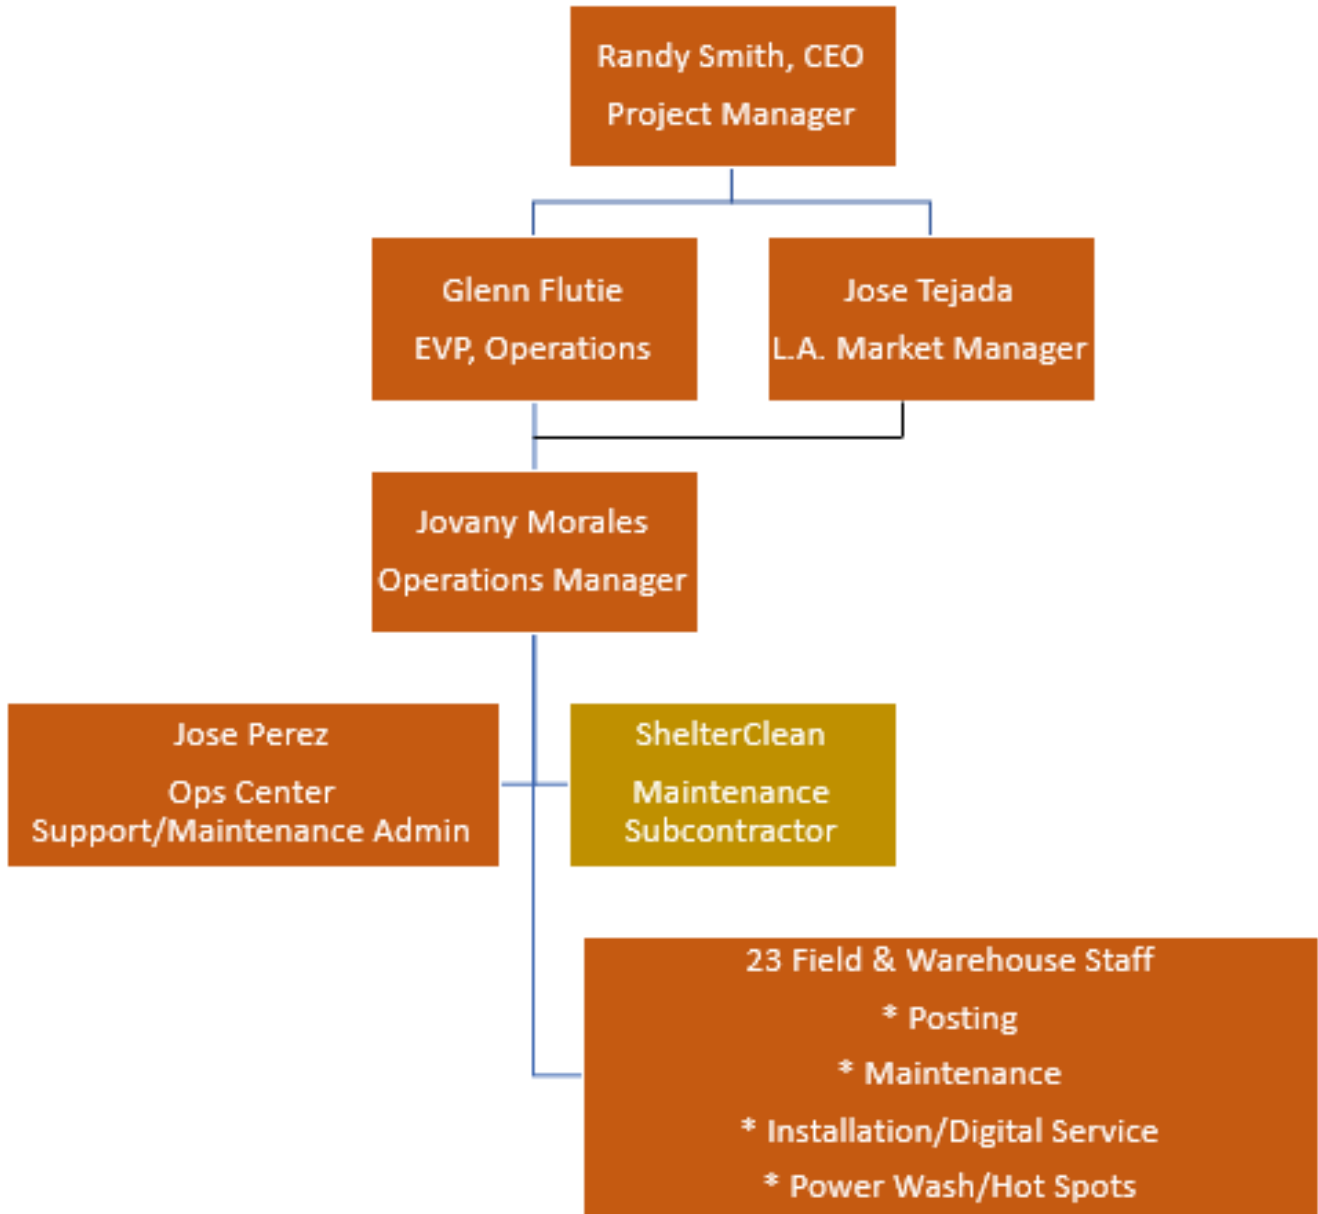 Randy Smith, CEO
Project Manager
Glenn Flutie
EVP, Operations
Jose Tejada
L.A. Market Manager
Jovany Morales
Operations Manager
Jose Perez
Ops Center
Support/Maintenance Admin
ShelterClean
Maintenance
Subcontractor
23 Field & Warehouse Staff
* Posting
* Maintenance
* Installation/Digital Service
* Power Wash/Hot Spots